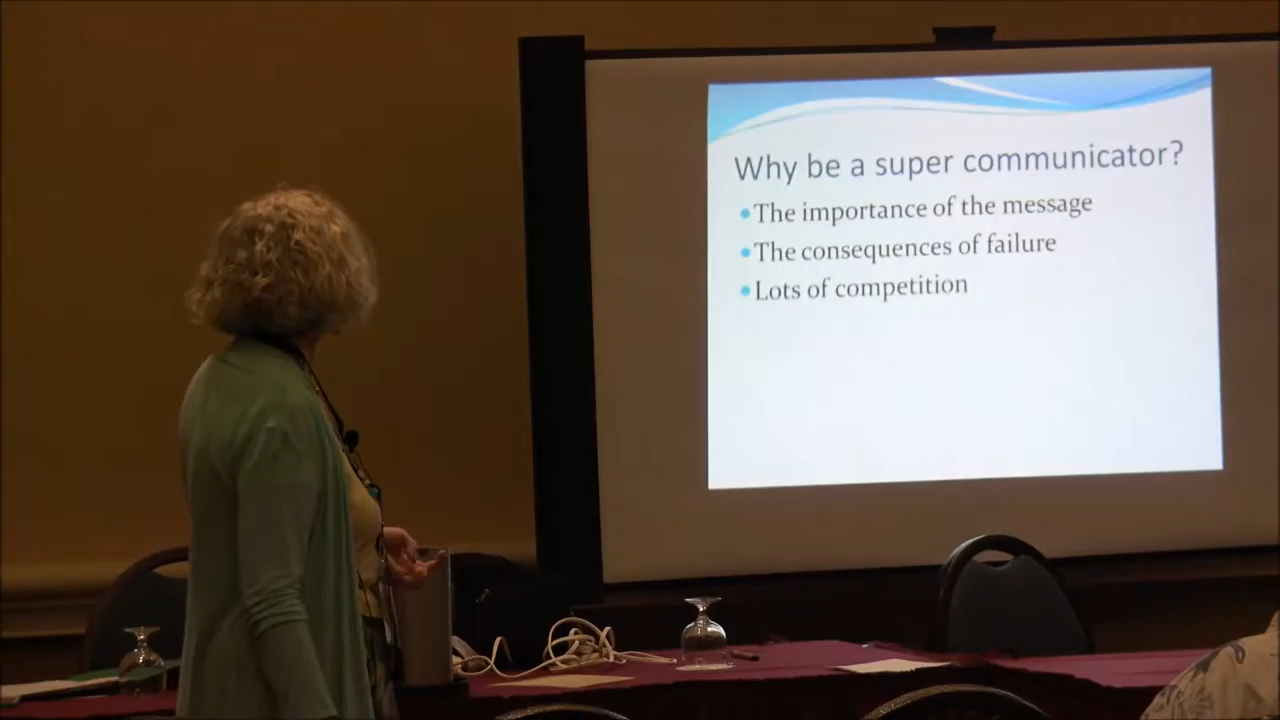 Why be a super communicator?
•The importance of the message
•The consequences of failure
•Lots of competition